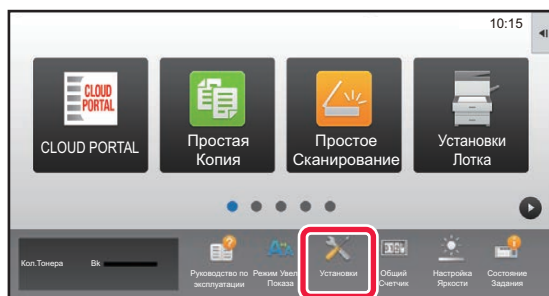 10:15
CLOUD
PORTAL
CLOUD PORTAL
Простая
Копия
Простое
Сканирование
Установки
Лотка
Кол.Тонера Bk
Руководство по
эксплуатации
Режим Увел
Показа
Установки
Общий
Счетчик
Настройка
Яркости
Состояние
Задания